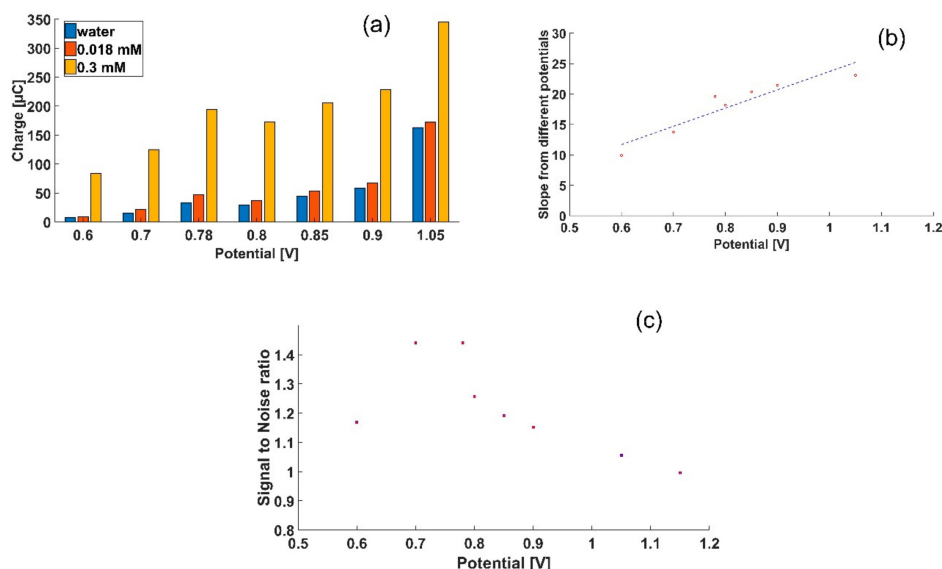 (a)
water
0.018 mM
0.3 mM
Charge [µC]
350
300
250
200
150
100
50
0
0.6 0.7 0.78 0.8 0.85 0.9 1.05
Potential [V]
(b)
Slope from different potentials
30
25
20
15
10
5
0
0.5 0.6 0.7 0.8 0.9 1 1.1 1.2
Potential [V]
(c)
Signal to Noise ratio
1.4
1.3
1.2
1.1
1
0.9
0.8
0.5 0.6 0.7 0.8 0.9 1 1.1 1.2
Potential [V]